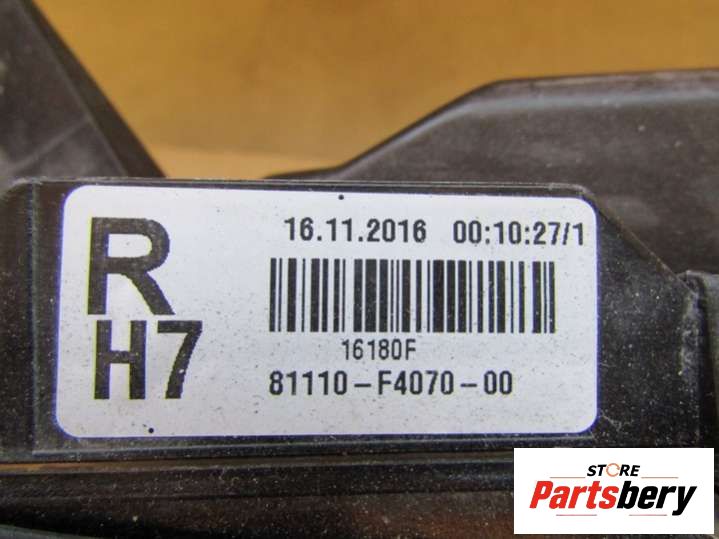 R
H7
16.11.2016 00:10:27/1
16180F
81110-F4070-00
STORE
Partsbery